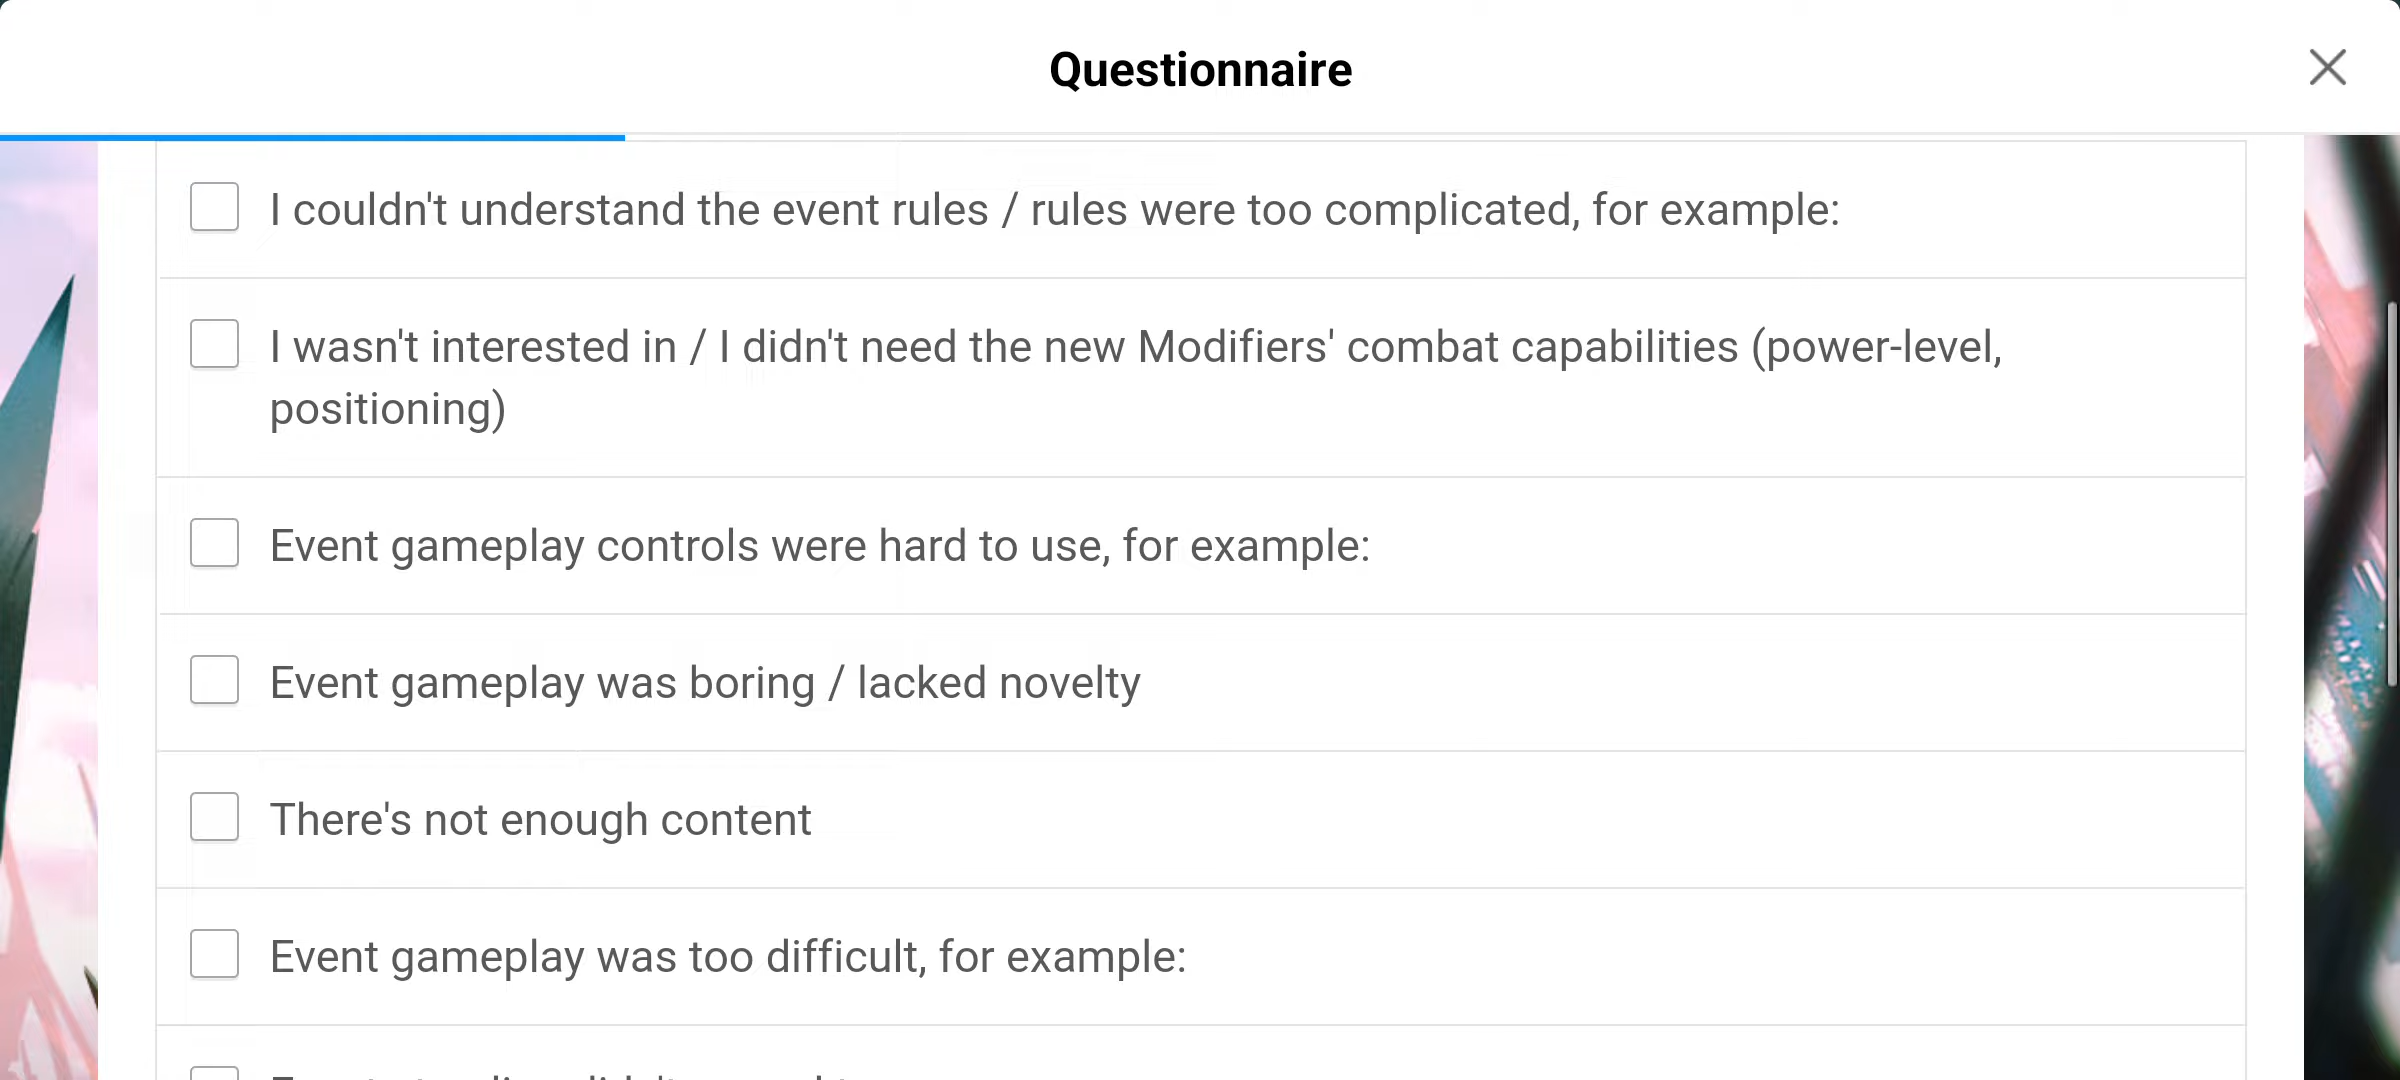 Questionnaire
I couldn't understand the event rules / rules were too complicated, for example:
I wasn't interested in / I didn't need the new Modifiers' combat capabilities (power-level,
positioning)
Event gameplay controls were hard to use, for example:
Event gameplay was boring / lacked novelty
There's not enough content
Event gameplay was too difficult, for example: